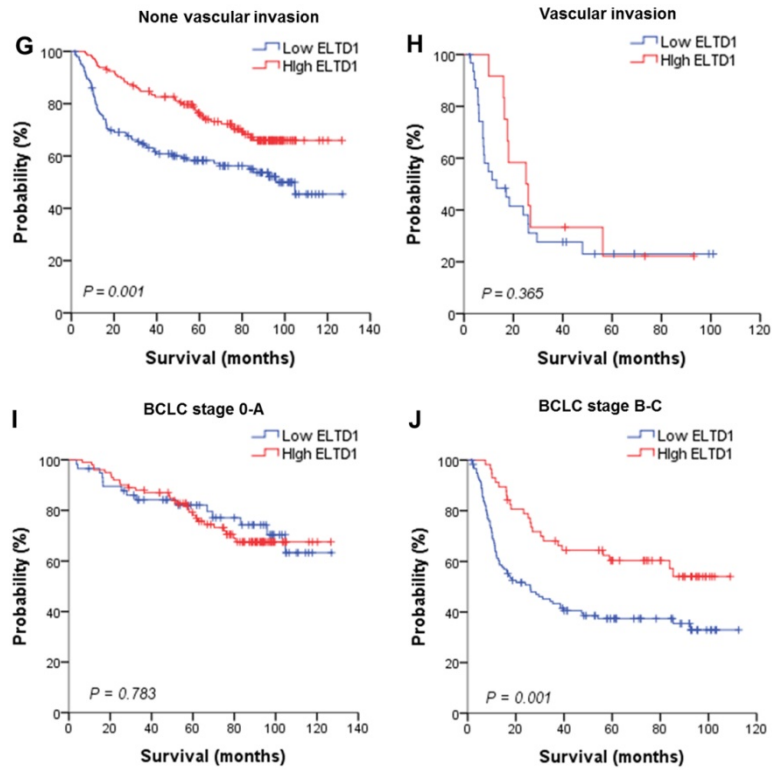 None vascular invasion
G
Low ELTD1
HIgh ELTD1
Probability (%)
100
80
60
40
20
0
P = 0.001
0 20 40 60 80 100 120 140
Survival (months)
Vascular invasion
H
Low ELTD1
HIgh ELTD1
Probability (%)
100
80
60
40
20
0
P = 0.365
0 20 40 60 80 100 120
Survival (months)
BCLC stage 0-A
I
Low ELTD1
HIgh ELTD1
Probability (%)
100
80
60
40
20
0
P = 0.783
0 20 40 60 80 100 120 140
Survival (months)
BCLC stage B-C
J
Low ELTD1
HIgh ELTD1
Probability (%)
100
80
60
40
20
0
P = 0.001
0 20 40 60 80 100 120
Survival (months)